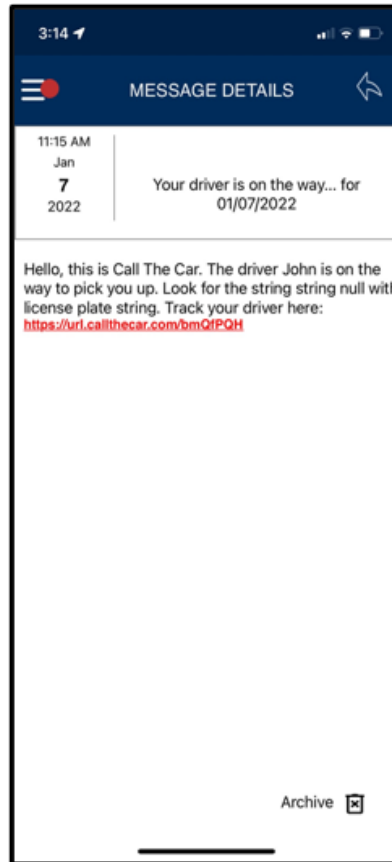 3:14
MESSAGE DETAILS
11:15 AM
Jan
7
2022
Your driver is on the way... for
01/07/2022
Hello, this is Call The Car. The driver John is on the
way to pick you up. Look for the string string null with
license plate string. Track your driver here:
https://url.callthecar.com/bmQfPQH
Archive